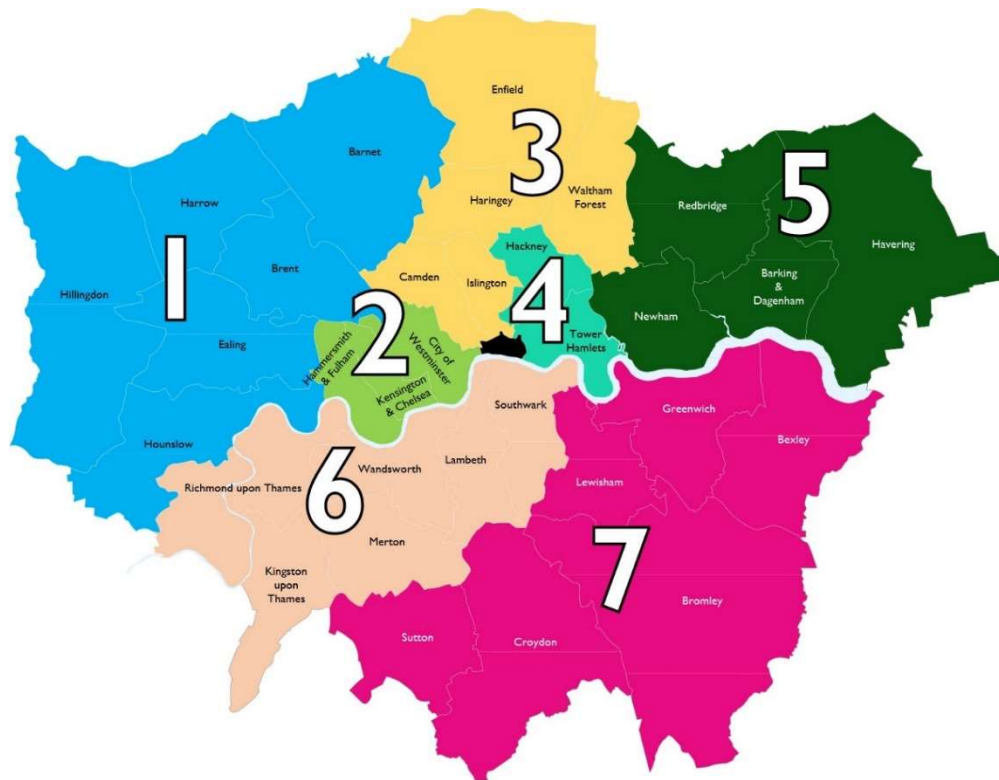 Enfield
3
Barnet
Haringey
Waltham
Forest
5
Redbridge
Harrow
Havering
1
Hackney
Brent
Camden
Islington
4
Barking
&
Dagenham
Hillingdon
2
Newham
Ealing
Tower
Hamlets
Hammersmith
& Fulham
City of
Westminster
Kensington
& Chelsea
Southwark
Greenwich
Bexley
Hounslow
6
Wandsworth
Lambeth
Richmond upon Thames
Lewisham
Merton
7
Kingston
upon
Thames
Bromley
Sutton
Croydon